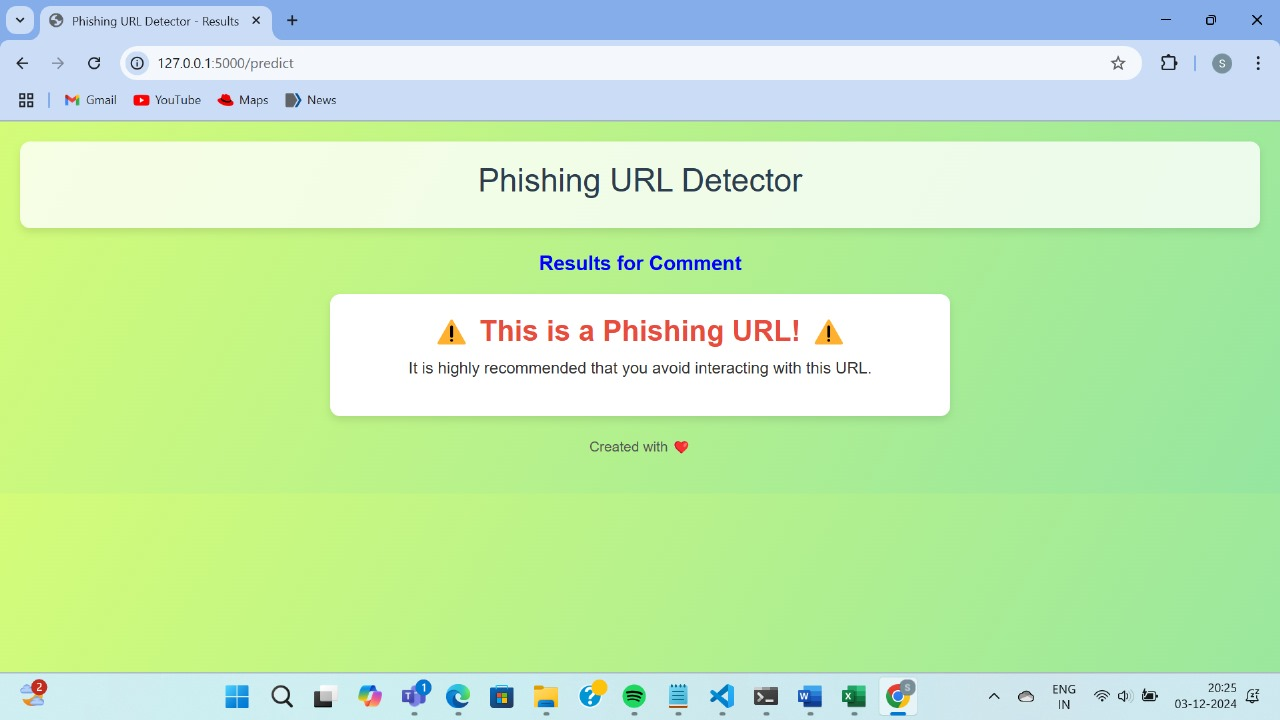 Phishing URL Detector - Results
127.0.0.1:5000/predict
S
Gmail
YouTube
Maps
News
Phishing URL Detector
Results for Comment
⚠️ This is a Phishing URL! ⚠️
It is highly recommended that you avoid interacting with this URL.
Created with ❤️
2
1
S
ENG
IN
20:25
03-12-2024